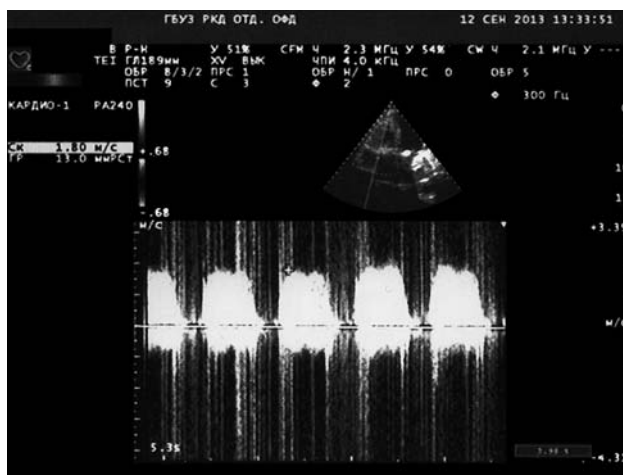 ГБУЗ РКД ОТД. ОФД 12 СЕН 2013 13:33:51
В Р-Н У 51% CFM Ч 2.3 МГц У 54% CW Ч 2.1 МГц У ---
TEI ГЛ189мм XV ВЫК ЧПИ 4.0 кГц
ОБР 8/3/2 ПРС 1 ОБР Н/ 1 ПРС 0 ОБР 5
ПСТ 9 С 3 Ф 2
300 Гц
КАРДИО-1 РА240
СК 1.80 м/с
ГР 13.0 ммРСт
.68
-.68
м/с
+3.3
м/
5.3%
-4.3